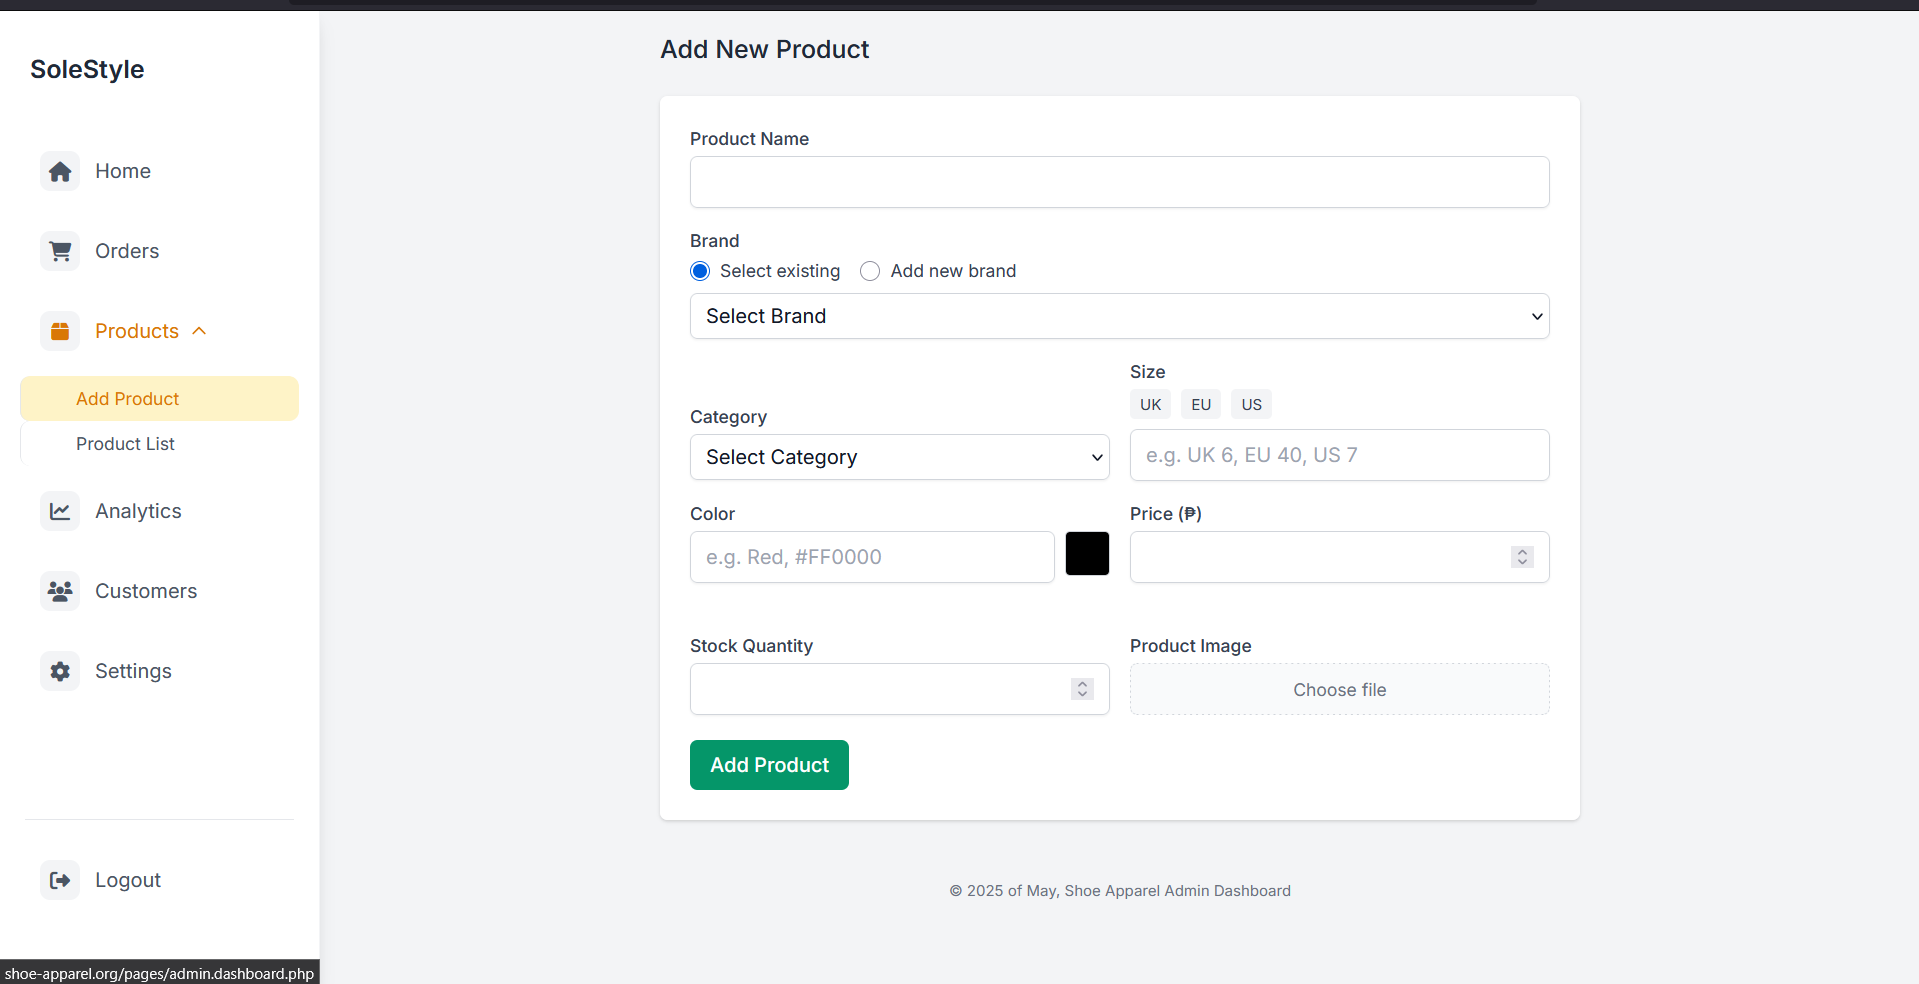 SoleStyle
Home
Orders
Products
Add Product
Product List
Analytics
Customers
Settings
Logout
shoe-apparel.org/pages/admin.dashboard.php
Add New Product
Product Name
Brand
Select existing Add new brand
Select Brand
Category
Select Category
Size
UK EU US
e.g. UK 6, EU 40, US 7
Color
e.g. Red, #FF0000
Price (₱)
Stock Quantity
Product Image
Choose file
Add Product
© 2025 of May, Shoe Apparel Admin Dashboard